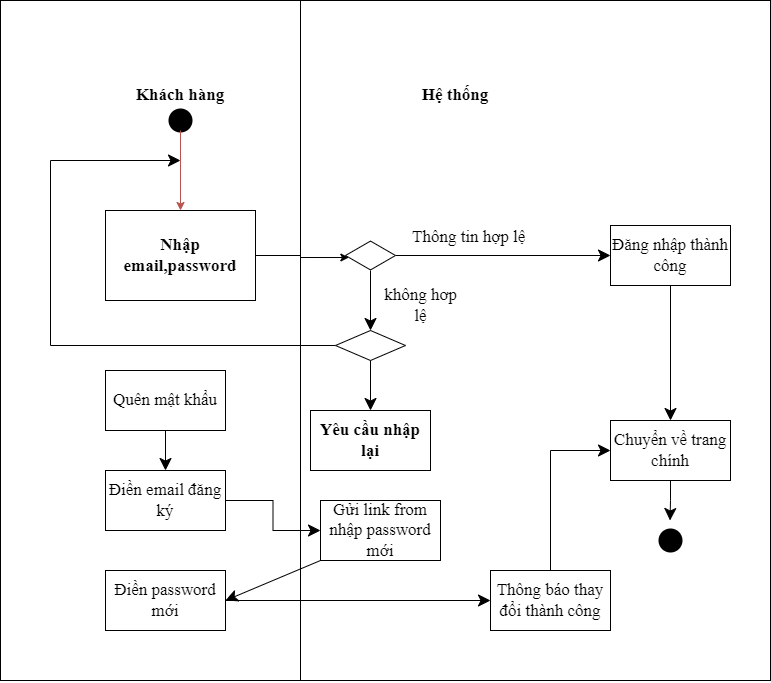 Khách hàng
Hệ thống
Nhập
email,password
Thông tin hợp lệ
Đăng nhập thành
công
không hơp
lệ
Quên mật khẩu
Yêu cầu nhập
lại
Chuyển về trang
chính
Điền email đăng
ký
Gửi link from
nhập password
mới
Điền password
mới
Thông báo thay
đổi thành công